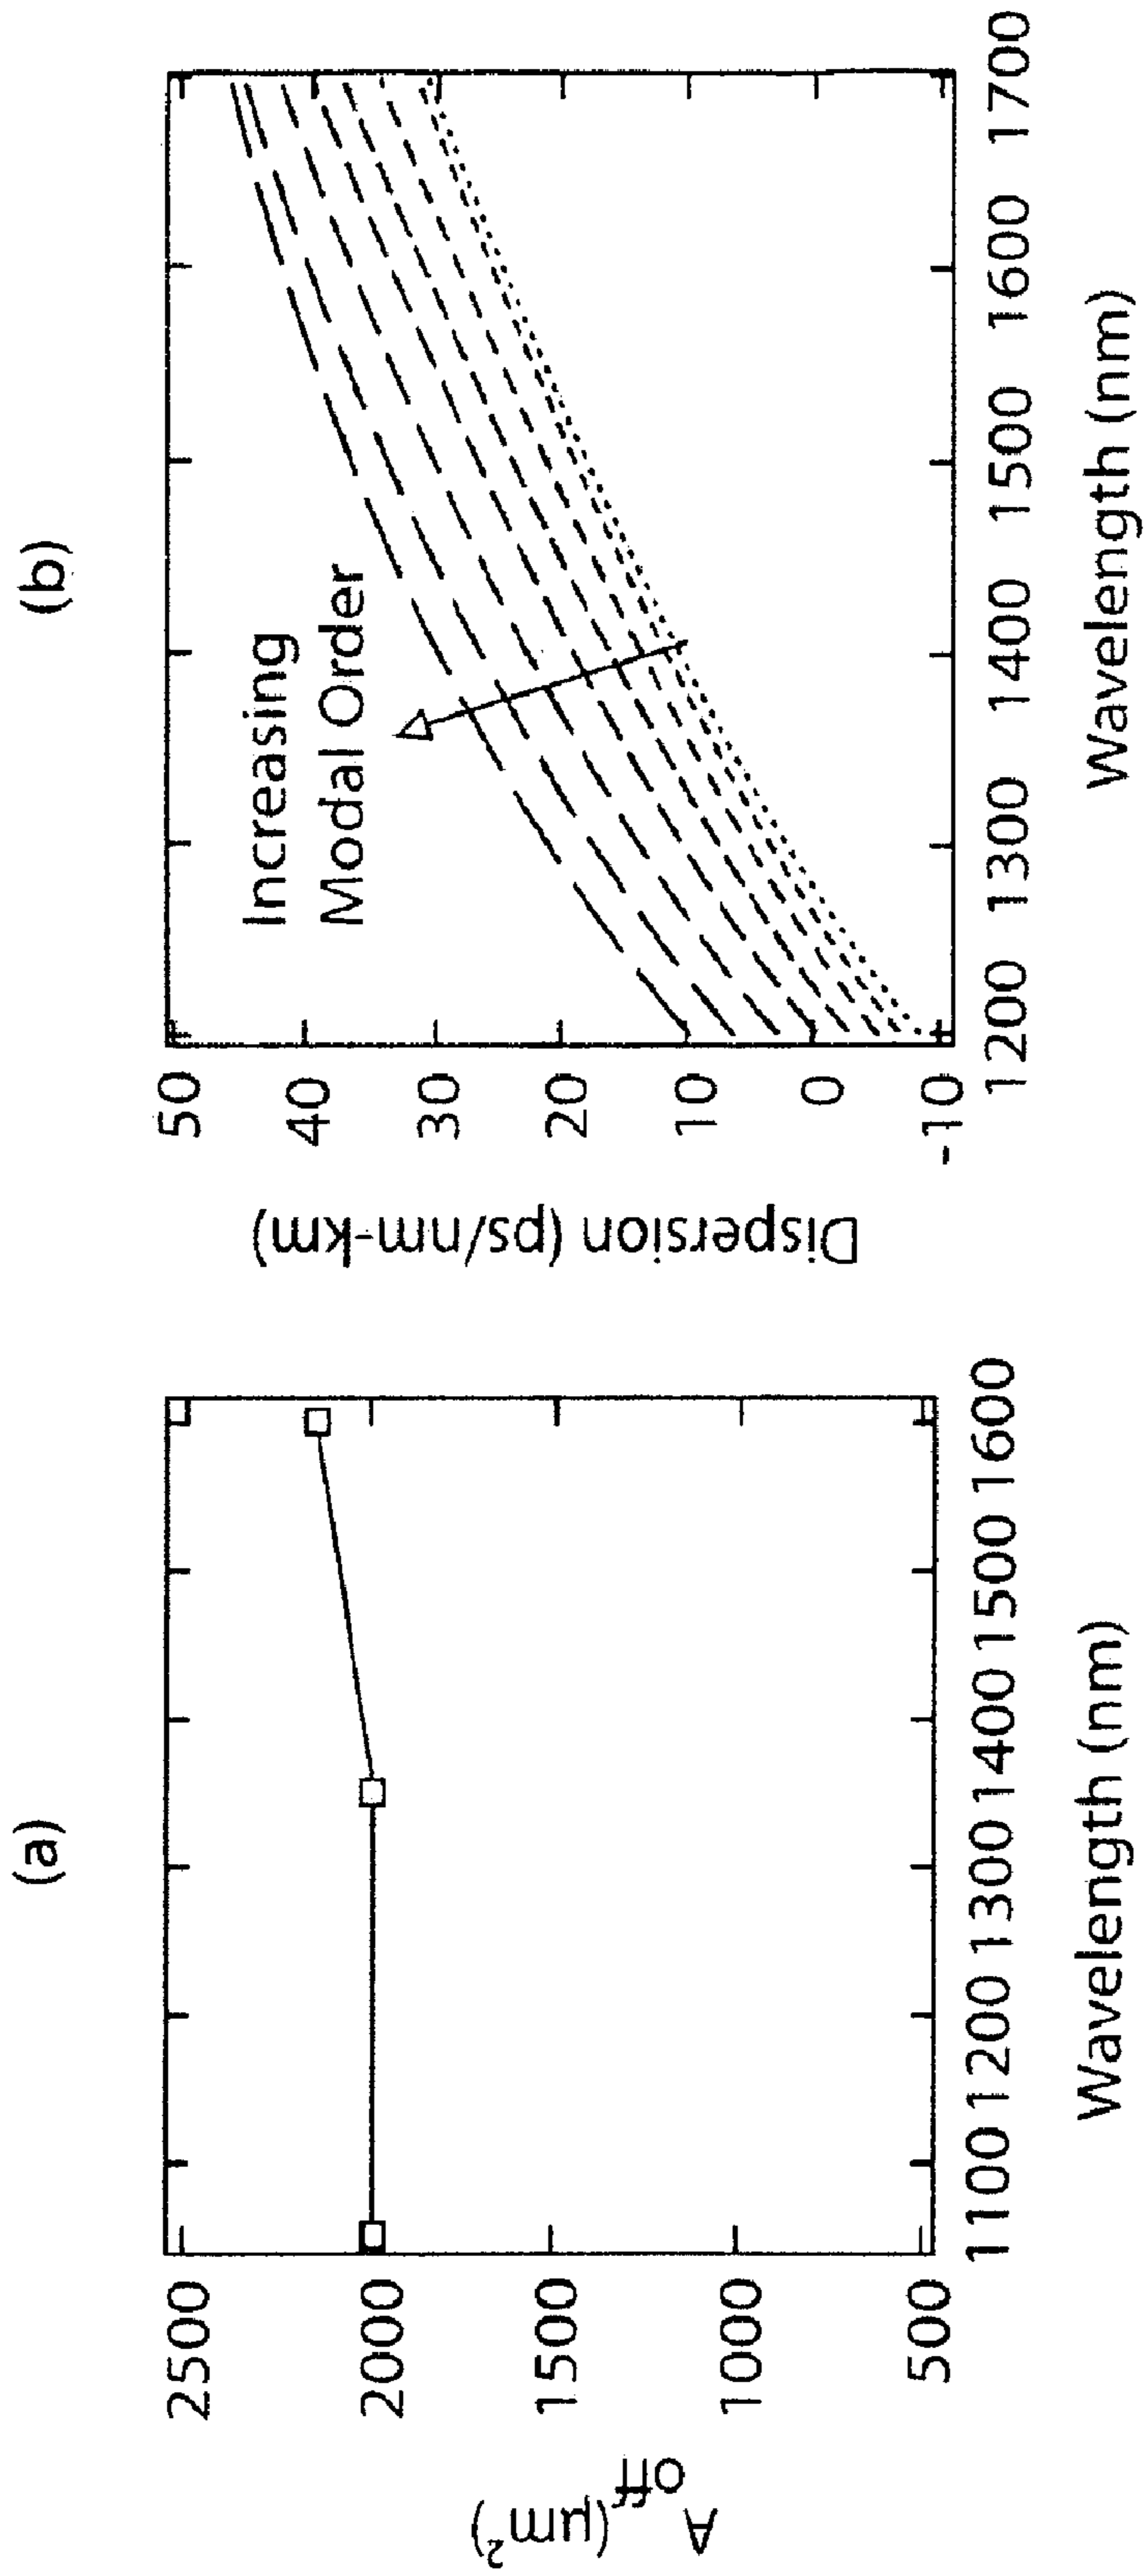 (a)
2500
2000
1500
1000
500
A off (μm²)
1100 1200 1300 1400 1500 1600
Wavelength (nm)
(b)
50
40
30
20
10
0
-10
Dispersion (ps/nm-km)
Increasing
Modal Order
1200 1300 1400 1500 1600 1700
Wavelength (nm)